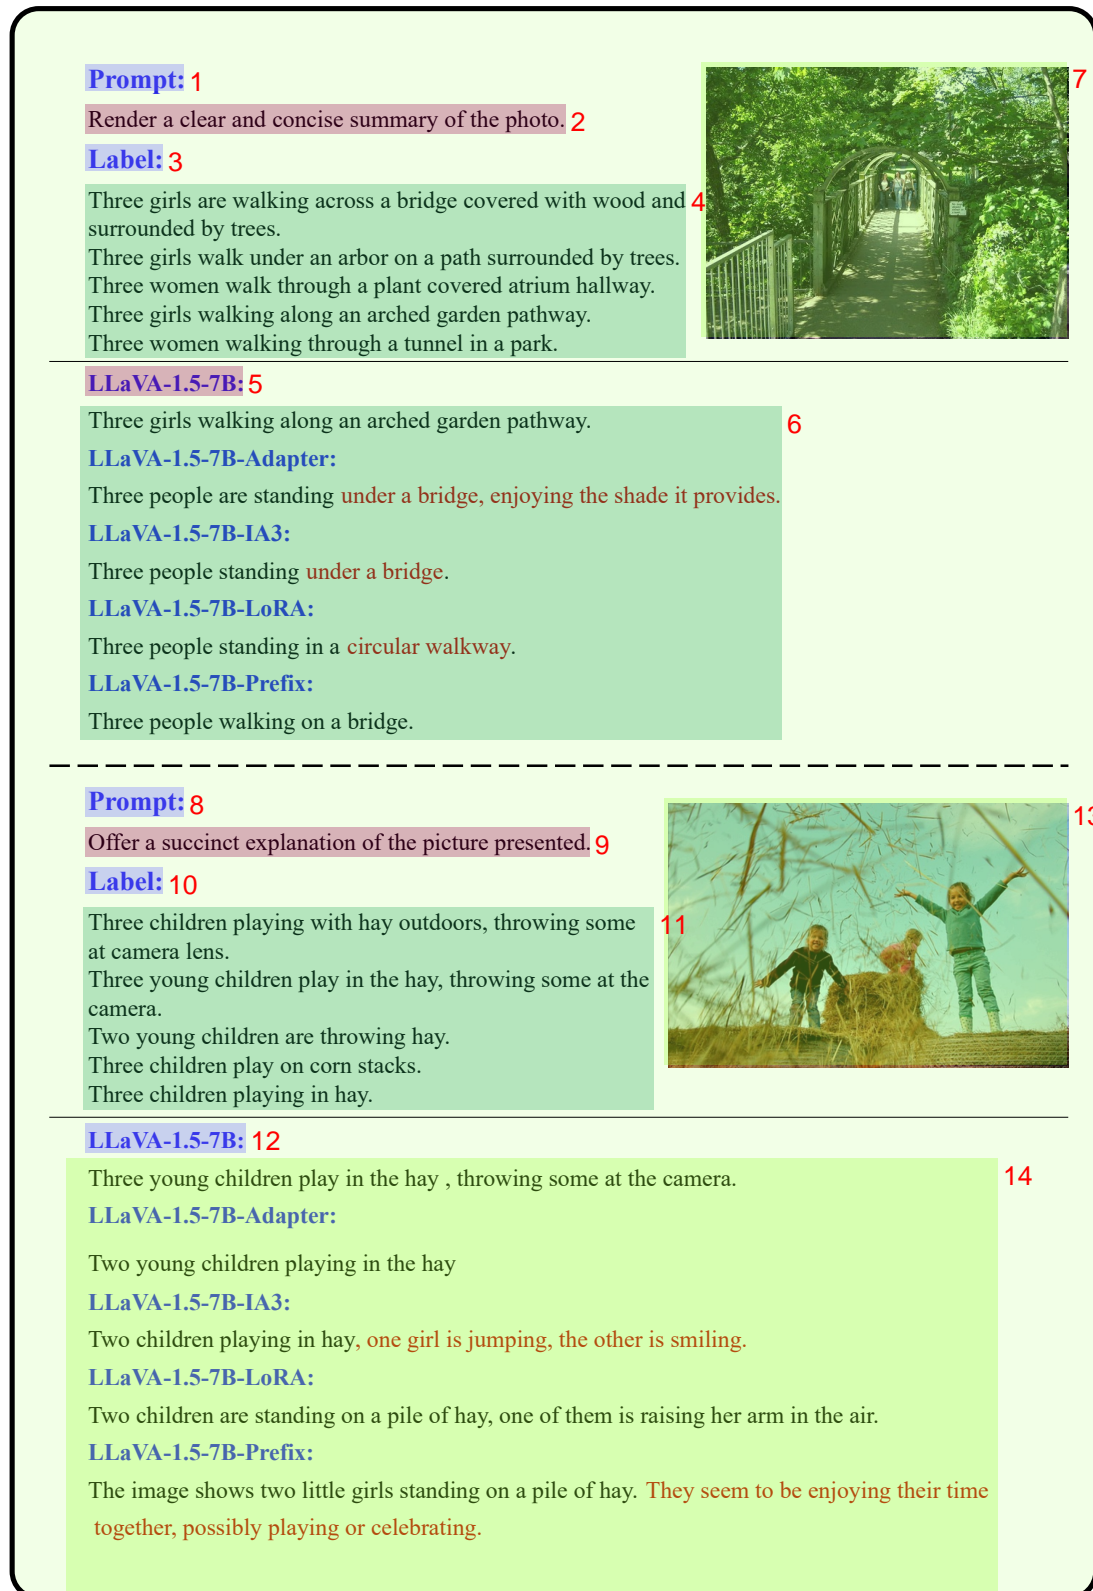 Prompt: 1
Render a clear and concise summary of the photo. 2
Label: 3
Three girls are walking across a bridge covered with wood and 4
surrounded by trees.
Three girls walk under an arbor on a path surrounded by trees.
Three women walk through a plant covered atrium hallway.
Three girls walking along an arched garden pathway.
Three women walking through a tunnel in a park.
7
LLaVA-1.5-7B: 5
Three girls walking along an arched garden pathway. 6
LLaVA-1.5-7B-Adapter:
Three people are standing under a bridge, enjoying the shade it provides.
LLaVA-1.5-7B-IA3:
Three people standing under a bridge.
LLaVA-1.5-7B-LoRA:
Three people standing in a circular walkway.
LLaVA-1.5-7B-Prefix:
Three people walking on a bridge.
Prompt: 8
Offer a succinct explanation of the picture presented. 9
Label: 10
Three children playing with hay outdoors, throwing some 11
at camera lens.
Three young children play in the hay, throwing some at the
camera.
Two young children are throwing hay.
Three children play on corn stacks.
Three children playing in hay.
13
LLaVA-1.5-7B: 12
Three young children play in the hay , throwing some at the camera. 14
LLaVA-1.5-7B-Adapter:
Two young children playing in the hay
LLaVA-1.5-7B-IA3:
Two children playing in hay, one girl is jumping, the other is smiling.
LLaVA-1.5-7B-LoRA:
Two children are standing on a pile of hay, one of them is raising her arm in the air.
LLaVA-1.5-7B-Prefix:
The image shows two little girls standing on a pile of hay. They seem to be enjoying their time
together, possibly playing or celebrating.